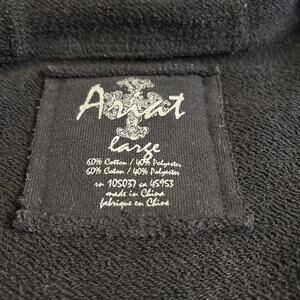 Ariat
large
60% Cotton / 40% Polyester
60% Coton / 40% Polyester
rn 105037 ca 45953
made in China
fabrique en Chine